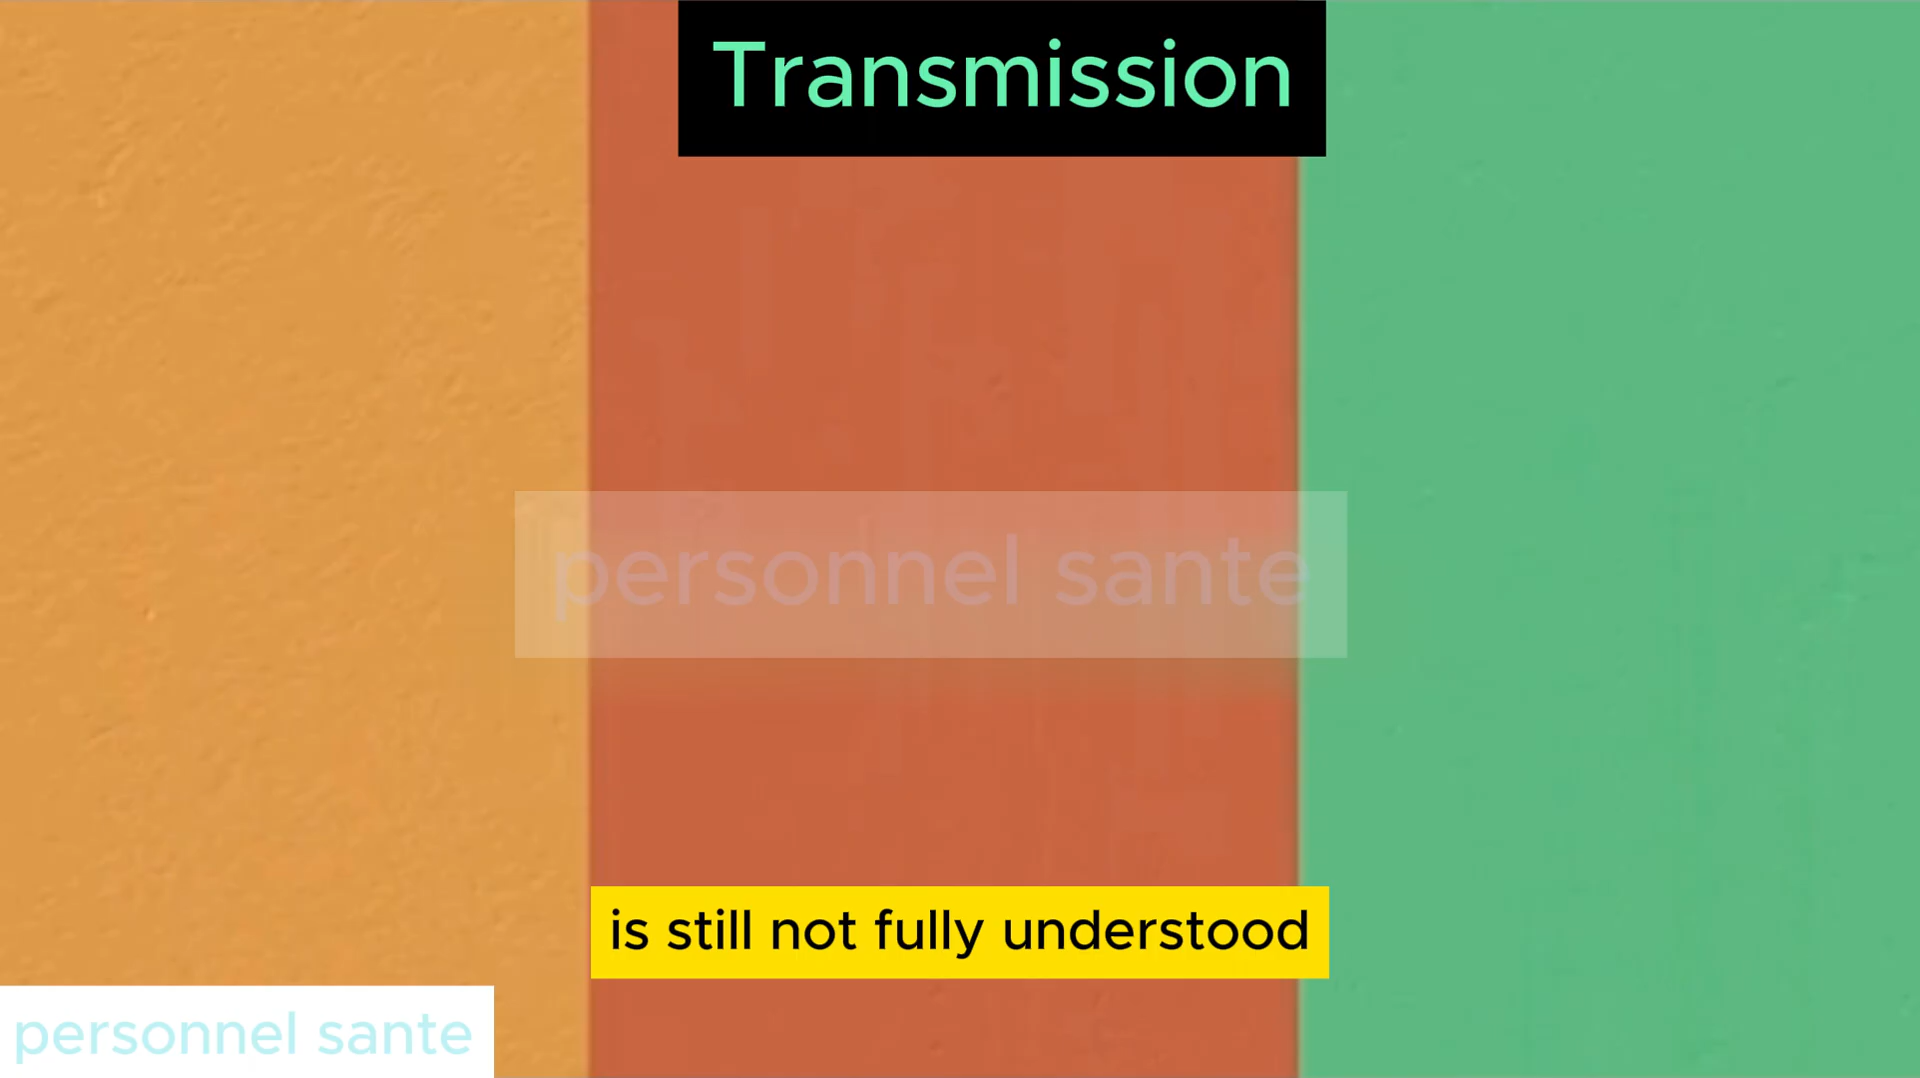 Transmission
personnel sante
is still not fully understood
personnel sante